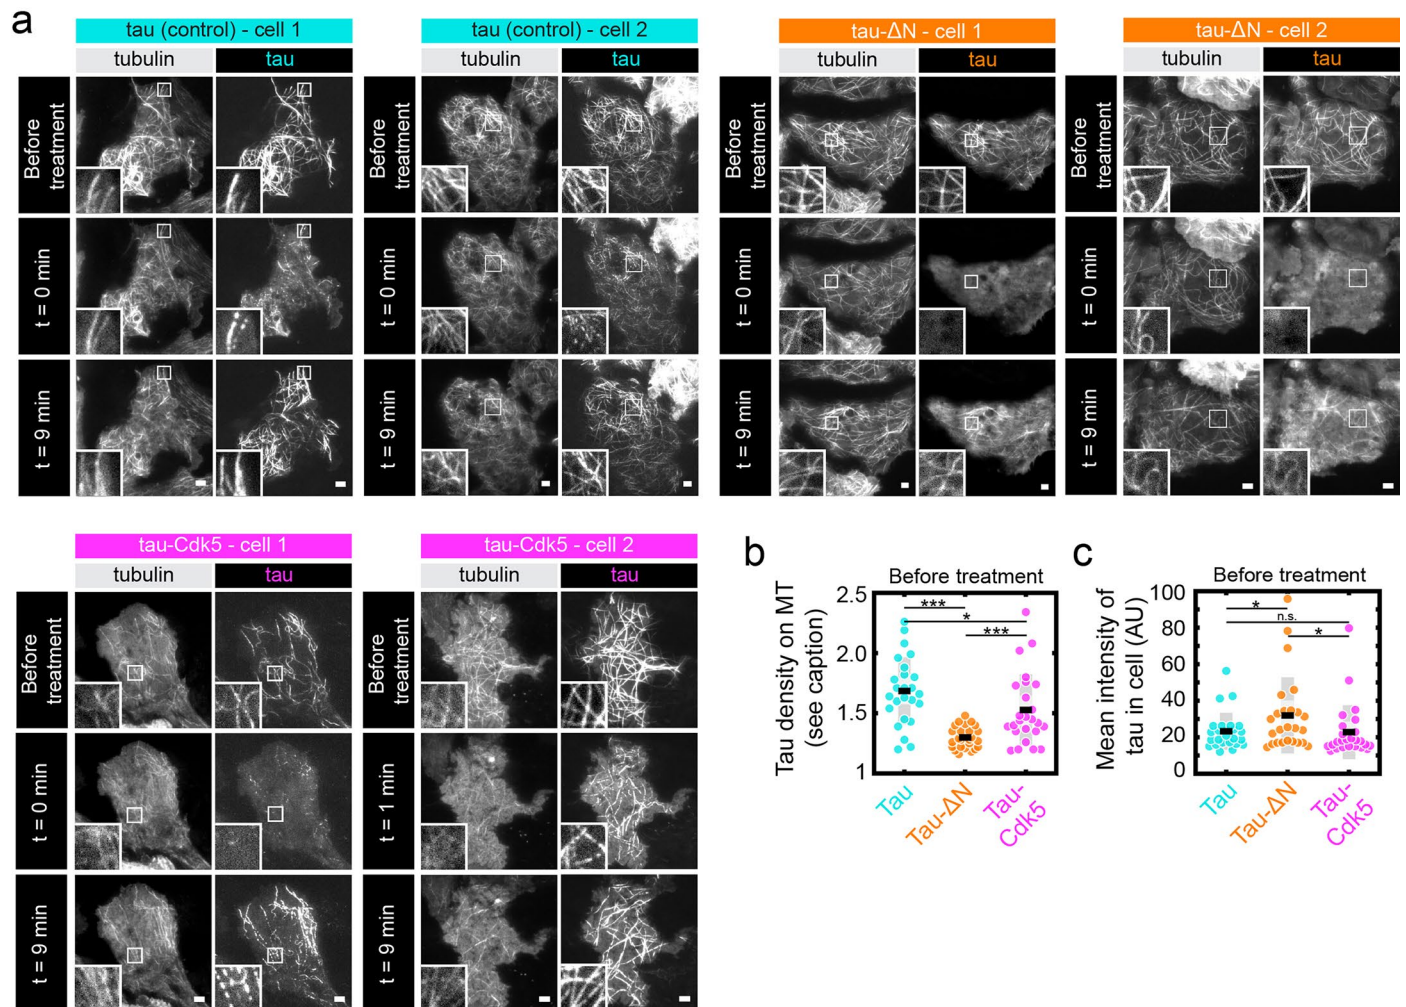 a
tau (control) - cell 1
tubulin
tau
Before
treatment
t = 0 min
t = 9 min
tau (control) - cell 2
tubulin
tau
Before
treatment
t = 0 min
t = 9 min
tau-ΔN - cell 1
tubulin
tau
Before
treatment
t = 0 min
t = 9 min
tau-ΔN - cell 2
tubulin
tau
Before
treatment
t = 0 min
t = 9 min
tau-Cdk5 - cell 1
tubulin
tau
Before
treatment
t = 0 min
t = 9 min
tau-Cdk5 - cell 2
tubulin
tau
Before
treatment
t = 1 min
t = 9 min
b
Before treatment
Tau density on MT
(see caption)
2.5
2.0
1.5
1
***
*
***
Tau
Tau-ΔN
Tau-
Cdk5
c
Before treatment
Mean intensity of
tau in cell (AU)
100
80
60
40
20
0
*
n.s.
*
Tau
Tau-ΔN
Tau-
Cdk5